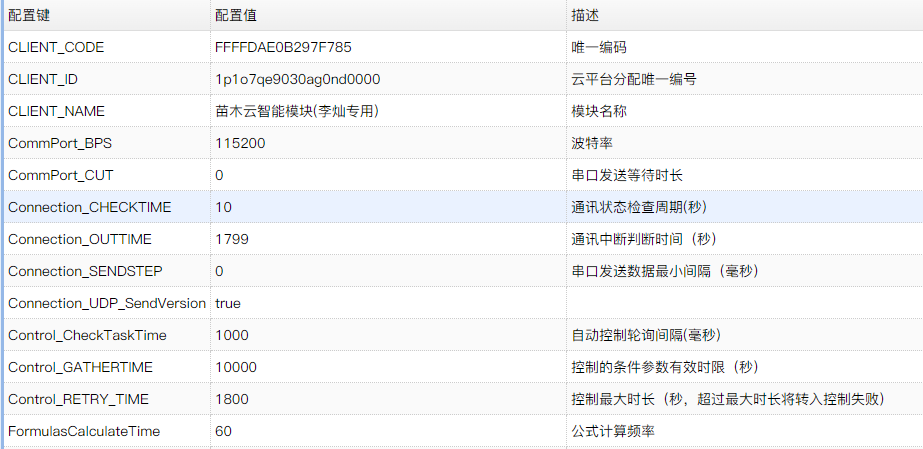 配置键 配置值 描述
CLIENT_CODE FFFFDAE0B297F785 唯一编码
CLIENT_ID 1p1o7qe9030ag0nd0000 云平台分配唯一编号
CLIENT_NAME 苗木云智能模块(李灿专用) 模块名称
CommPort_BPS 115200 波特率
CommPort_CUT 0 串口发送等待时长
Connection_CHECKTIME 10 通讯状态检查周期(秒)
Connection_OUTTIME 1799 通讯中断判断时间（秒）
Connection_SENDSTEP 0 串口发送数据最小间隔（毫秒）
Connection_UDP_SendVersion true
Control_CheckTaskTime 1000 自动控制轮询间隔(毫秒)
Control_GATHERTIME 10000 控制的条件参数有效时限（秒）
Control_RETRY_TIME 1800 控制最大时长（秒，超过最大时长将转入控制失败）
FormulasCalculateTime 60 公式计算频率